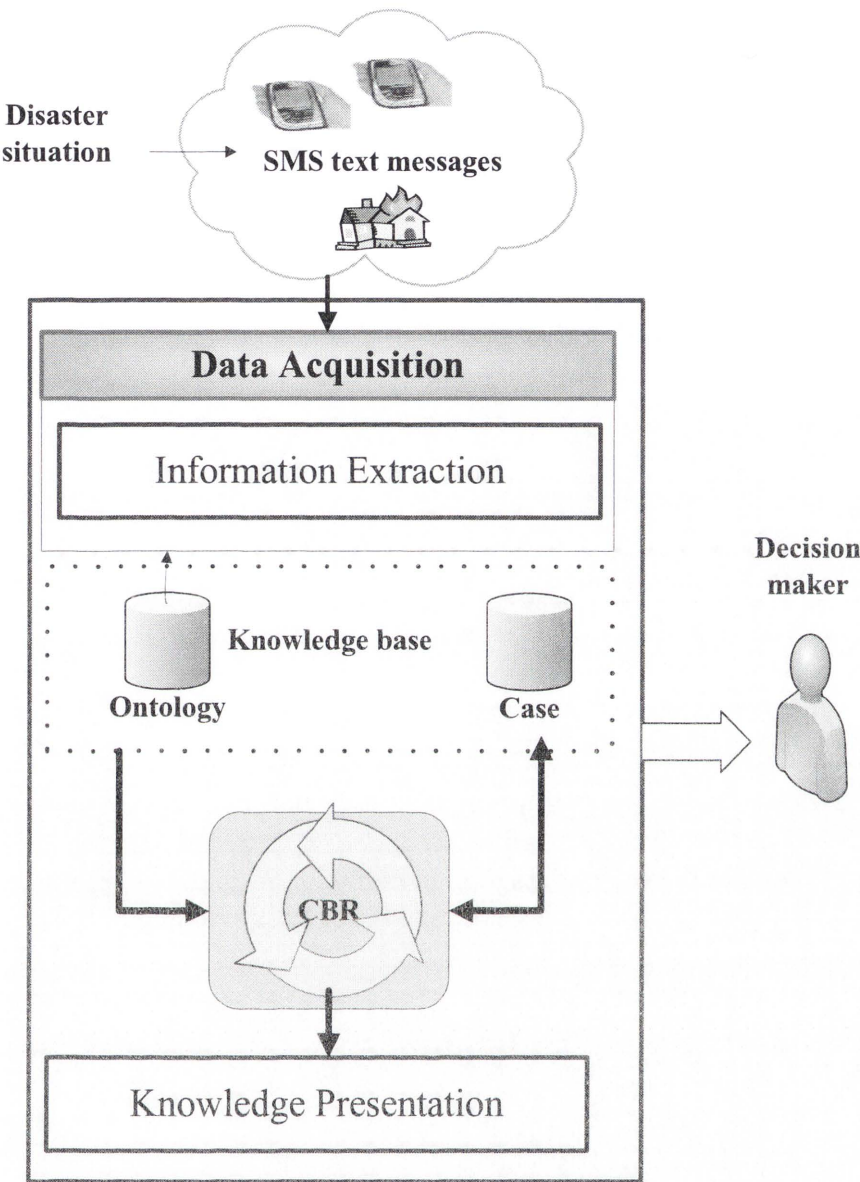 Disaster
situation
SMS text messages
Data Acquisition
Information Extraction
Decision
maker
Knowledge base
Ontology
Case
CBR
Knowledge Presentation